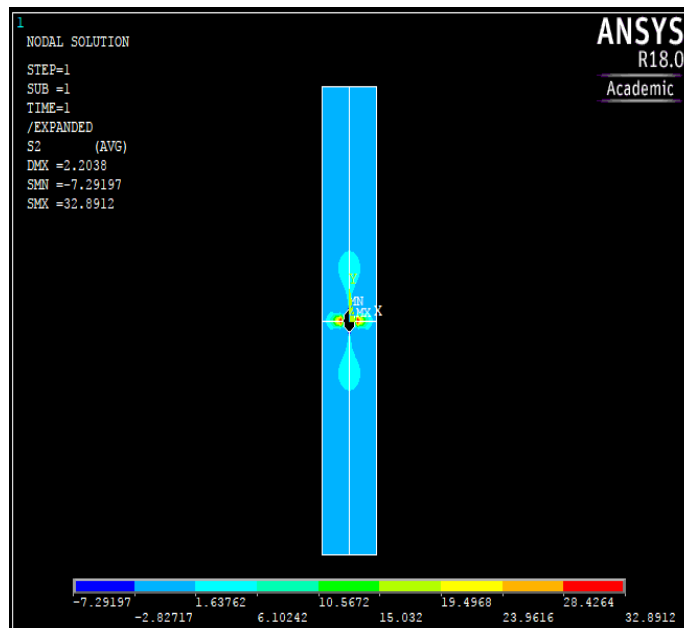 1
NODAL SOLUTION
STEP=1
SUB =1
TIME=1
/EXPANDED
S2 (AVG)
DMX =2.2038
SMN =-7.29197
SMX =32.8912
ANSYS
R18.0
Academic
Y
MN
MX X
-7.29197 1.63762 10.5672 19.4968 28.4264
-2.82717 6.10242 15.032 23.9616 32.8912